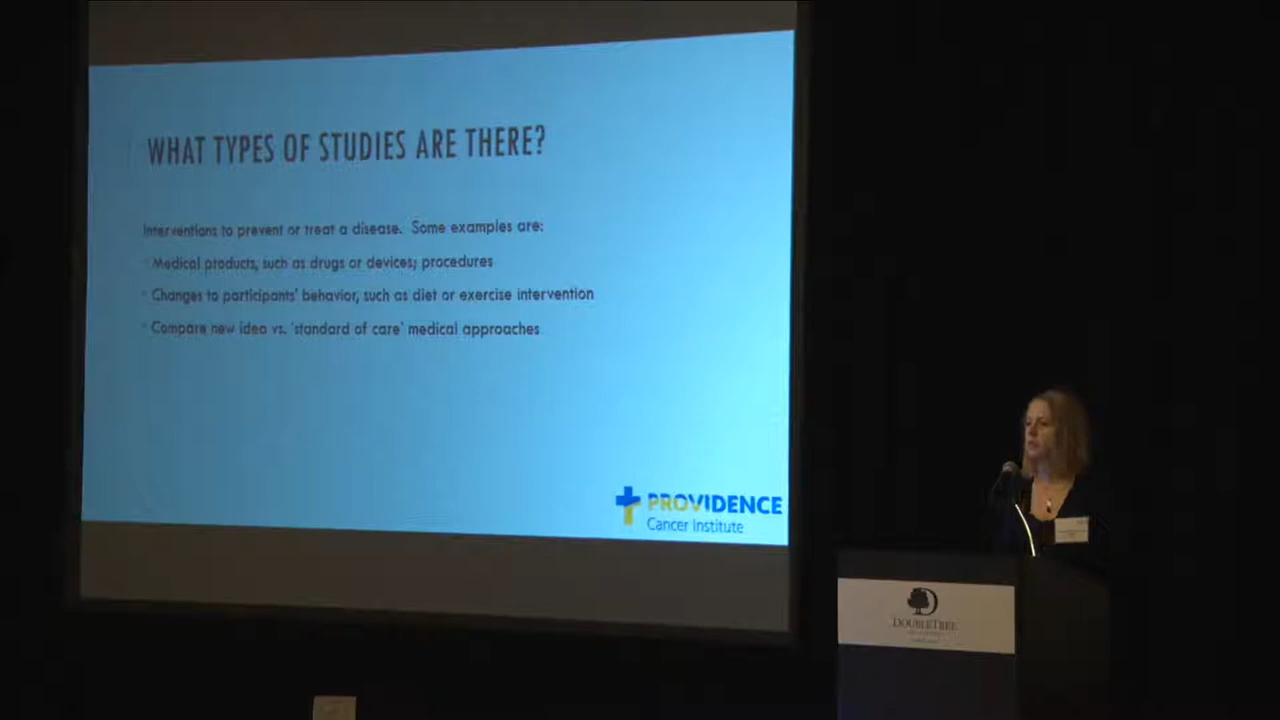 WHAT TYPES OF STUDIES ARE THERE?
Interventions to prevent or treat a disease. Some examples are:
Medical products, such as drugs or devices; procedures
Changes to participants' behavior, such as diet or exercise intervention
Compare new idea vs. 'standard of care' medical approaches
PROVIDENCE
Cancer Institute
DOUBLETREE